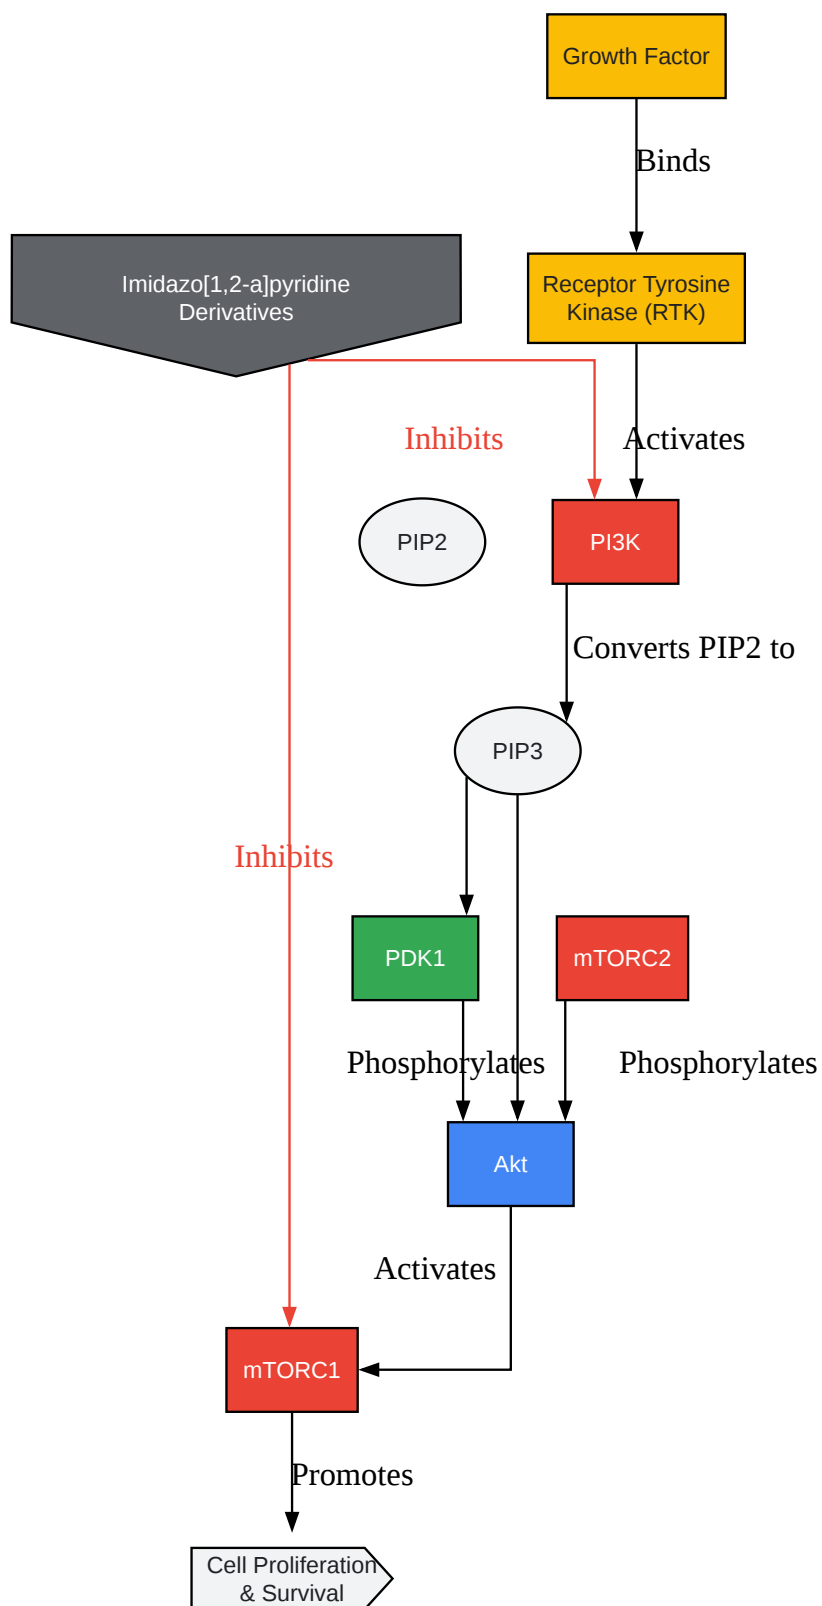 Growth Factor
Binds
Imidazo[1,2-a]pyridine
Derivatives
Receptor Tyrosine
Kinase (RTK)
Inhibits
Activates
PIP2
PI3K
Converts PIP2 to
PIP3
Inhibits
PDK1
mTORC2
Phosphorylates
Phosphorylates
Akt
Activates
mTORC1
Promotes
Cell Proliferation
& Survival